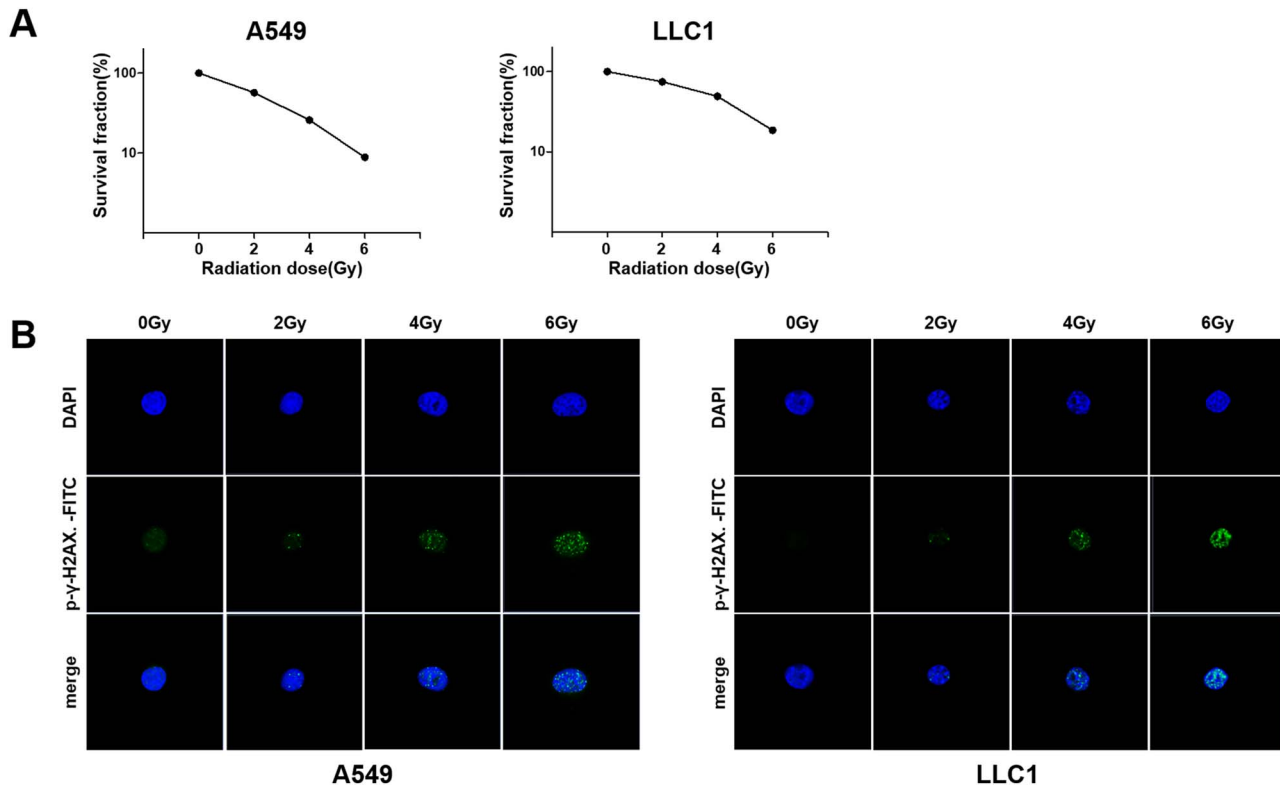 A
A549
LLC1
Survival fraction(%)
100
10
0 2 4 6
Radiation dose(Gy)
Survival fraction(%)
100
10
0 2 4 6
Radiation dose(Gy)
B
0Gy 2Gy 4Gy 6Gy
DAPI
p-γ-H2AX. -FITC
merge
A549
0Gy 2Gy 4Gy 6Gy
DAPI
p-γ-H2AX. -FITC
merge
LLC1